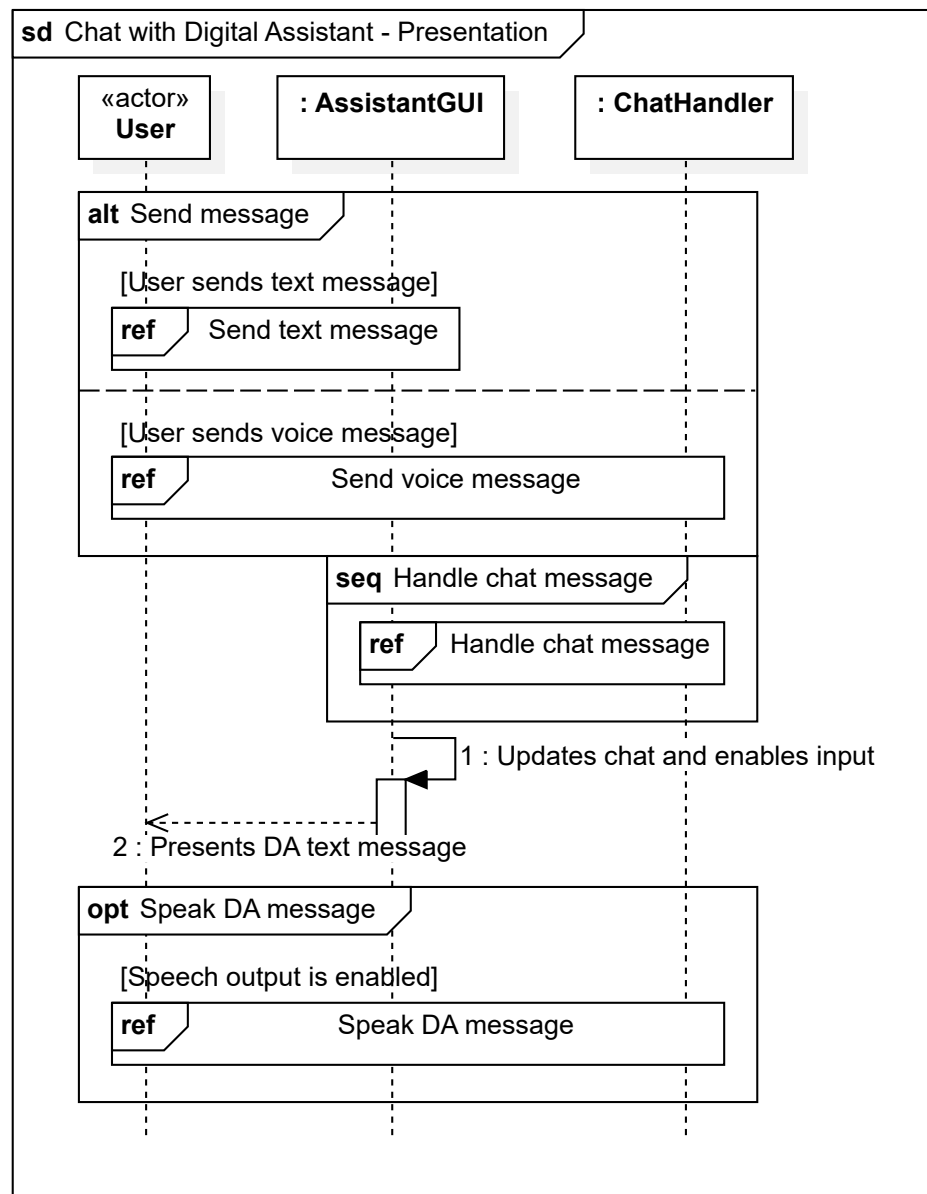 sd Chat with Digital Assistant - Presentation
«actor»
User
: AssistantGUI
: ChatHandler
alt Send message
[User sends text message]
ref Send text message
[User sends voice message]
ref Send voice message
seq Handle chat message
ref Handle chat message
1 : Updates chat and enables input
2 : Presents DA text message
opt Speak DA message
[Speech output is enabled]
ref Speak DA message